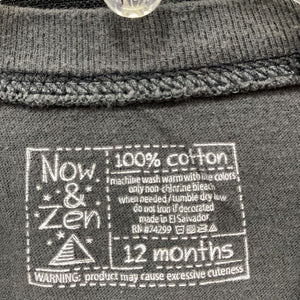 Now
&
Zen
100% cotton
machine wash warm with like colors
only non-chlorine bleach
when needed / tumble dry low
do not iron if decorated
made in El Salvador
RN #74299
12 months
WARNING: product may cause excessive cuteness